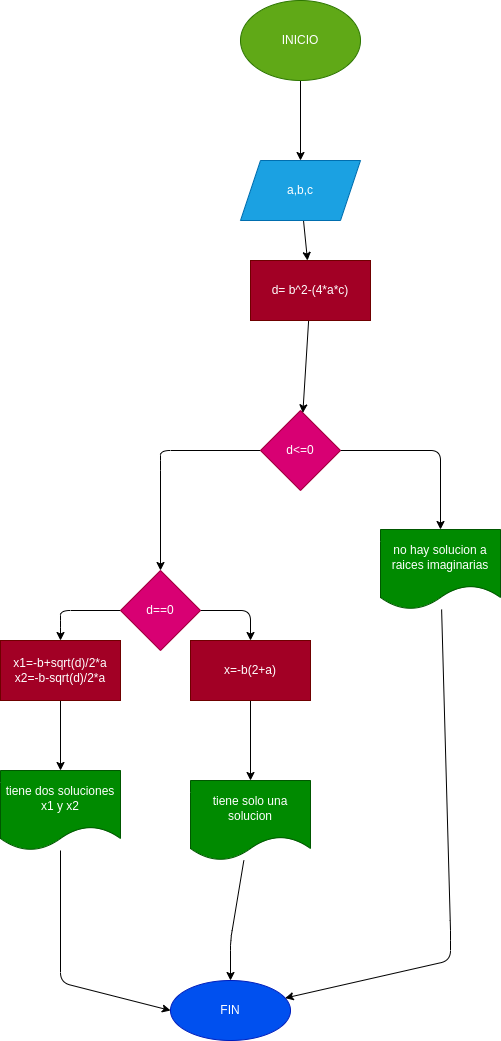 INICIO
a,b,c
d= b^2-(4*a*c)
d<=0
no hay solucion a
raices imaginarias
d==0
x1=-b+sqrt(d)/2*a
x2=-b-sqrt(d)/2*a
x=-b(2+a)
tiene dos soluciones
x1 y x2
tiene solo una
solucion
FIN